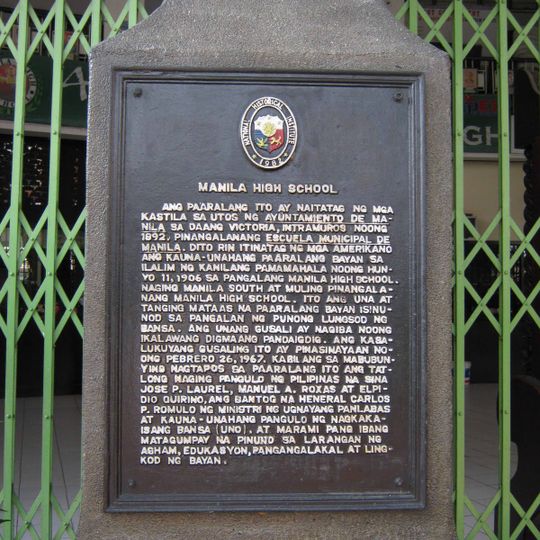 NATIONAL HISTORICAL INSTITUTE
MANILA HIGH SCHOOL
ANG PAARALANG ITO AY NAITATAG NG MGA
KASTILA SA UTOS NG AYUNTAMIENTO DE MA-
NILA SA DAANG VICTORIA, INTRAMUROS NOONG
1892. PINANGALANANG ESCUELA MUNICIPAL DE
MANILA. DITO RIN ITINATAG NG MGA AMERIKANO
ANG KAUNA-UNAHANG PAARALANG BAYAN SA
ILALIM NG KANILANG PAMAMAHALA NOONG HUN-
YO 11, 1906 SA PANGALANG MANILA HIGH SCHOOL.
NAGING MANILA SOUTH AT MULING PINANGALA-
NANG MANILA HIGH SCHOOL. ITO ANG UNA AT
TANGING MATAAS NA PAARALANG BAYAN ISINU-
NOD SA PANGALAN NG PUNONG LUNGSOD NG
BANSA. ANG UNANG GUSALI AY NAGIBA NOONG
IKALAWANG DIGMAANG PANDAIGDIG. ANG KASA-
LUKUYANG GUSALING ITO AY PINASINAYAAN NO-
ONG PEBRERO 26, 1967. KABILANG SA MABUBUN-
YING NAGTAPOS SA PAARALANG ITO ANG TAT-
LONG NAGING PANGULO NG PILIPINAS NA SINA
JOSE P. LAUREL, MANUEL A. ROXAS AT ELPI-
DIO QUIRINO, ANG BANTOG NA HENERAL CARLOS
P. ROMULO NG MINISTRI NG UGNAYANG PANLABAS
AT KAUNA-UNAHANG PANGULO NG NAGKAKA-
ISANG BANSA (UNO). AT MARAMI PANG IBANG
MATAGUMPAY NA PINUNO SA LARANGAN NG
AGHAM, EDUKASYON, PANGANGALAKAL AT LING-
KOD NG BAYAN.